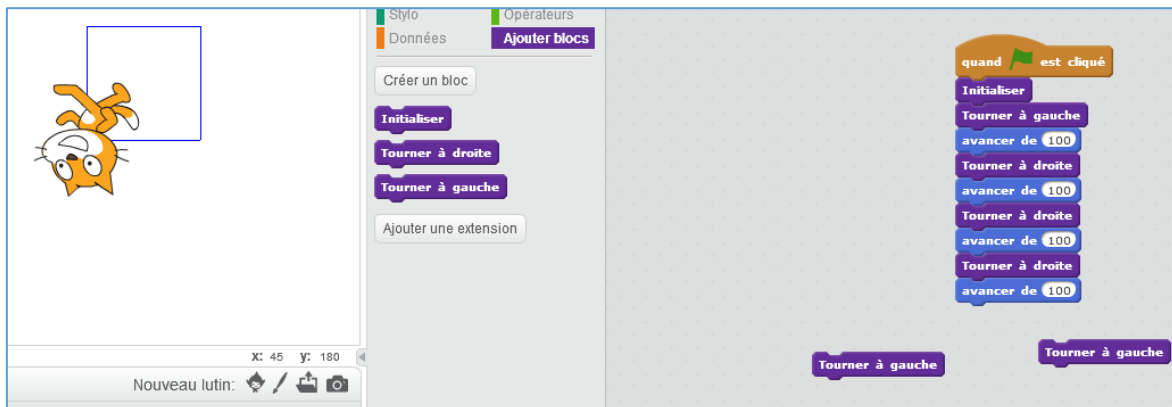 Stylo Opérateurs
Données Ajouter blocs
Créer un bloc
Initialiser
Tourner à droite
Tourner à gauche
Ajouter une extension
x: 45 y: 180
Nouveau lutin:
quand est cliqué
Initialiser
Tourner à gauche
avancer de 100
Tourner à droite
avancer de 100
Tourner à droite
avancer de 100
Tourner à droite
avancer de 100
Tourner à gauche
Tourner à gauche